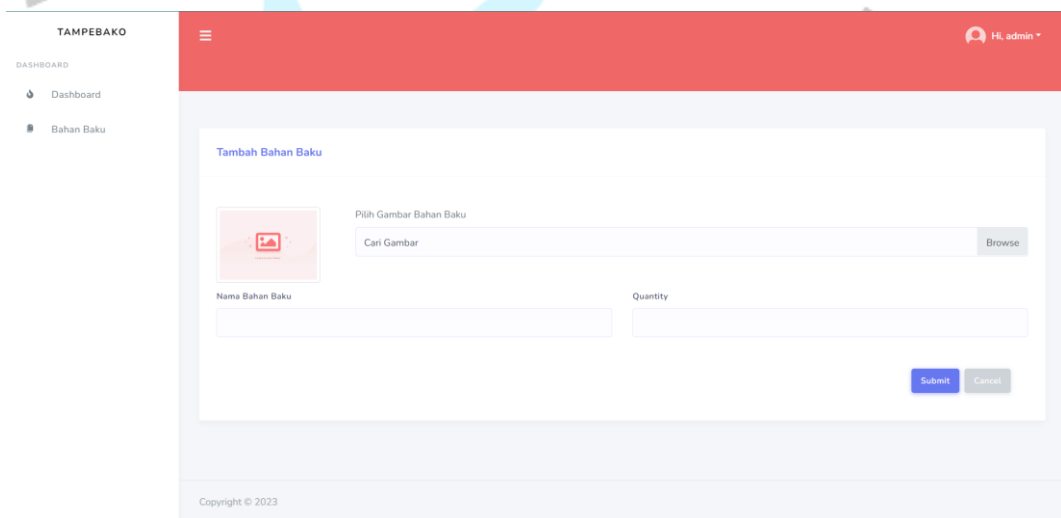 TAMPEBAKO
Hi, admin
DASHBOARD
Dashboard
Bahan Baku
Tambah Bahan Baku
Pilih Gambar Bahan Baku
Cari Gambar
Browse
Nama Bahan Baku
Quantity
Submit
Cancel
Copyright © 2023